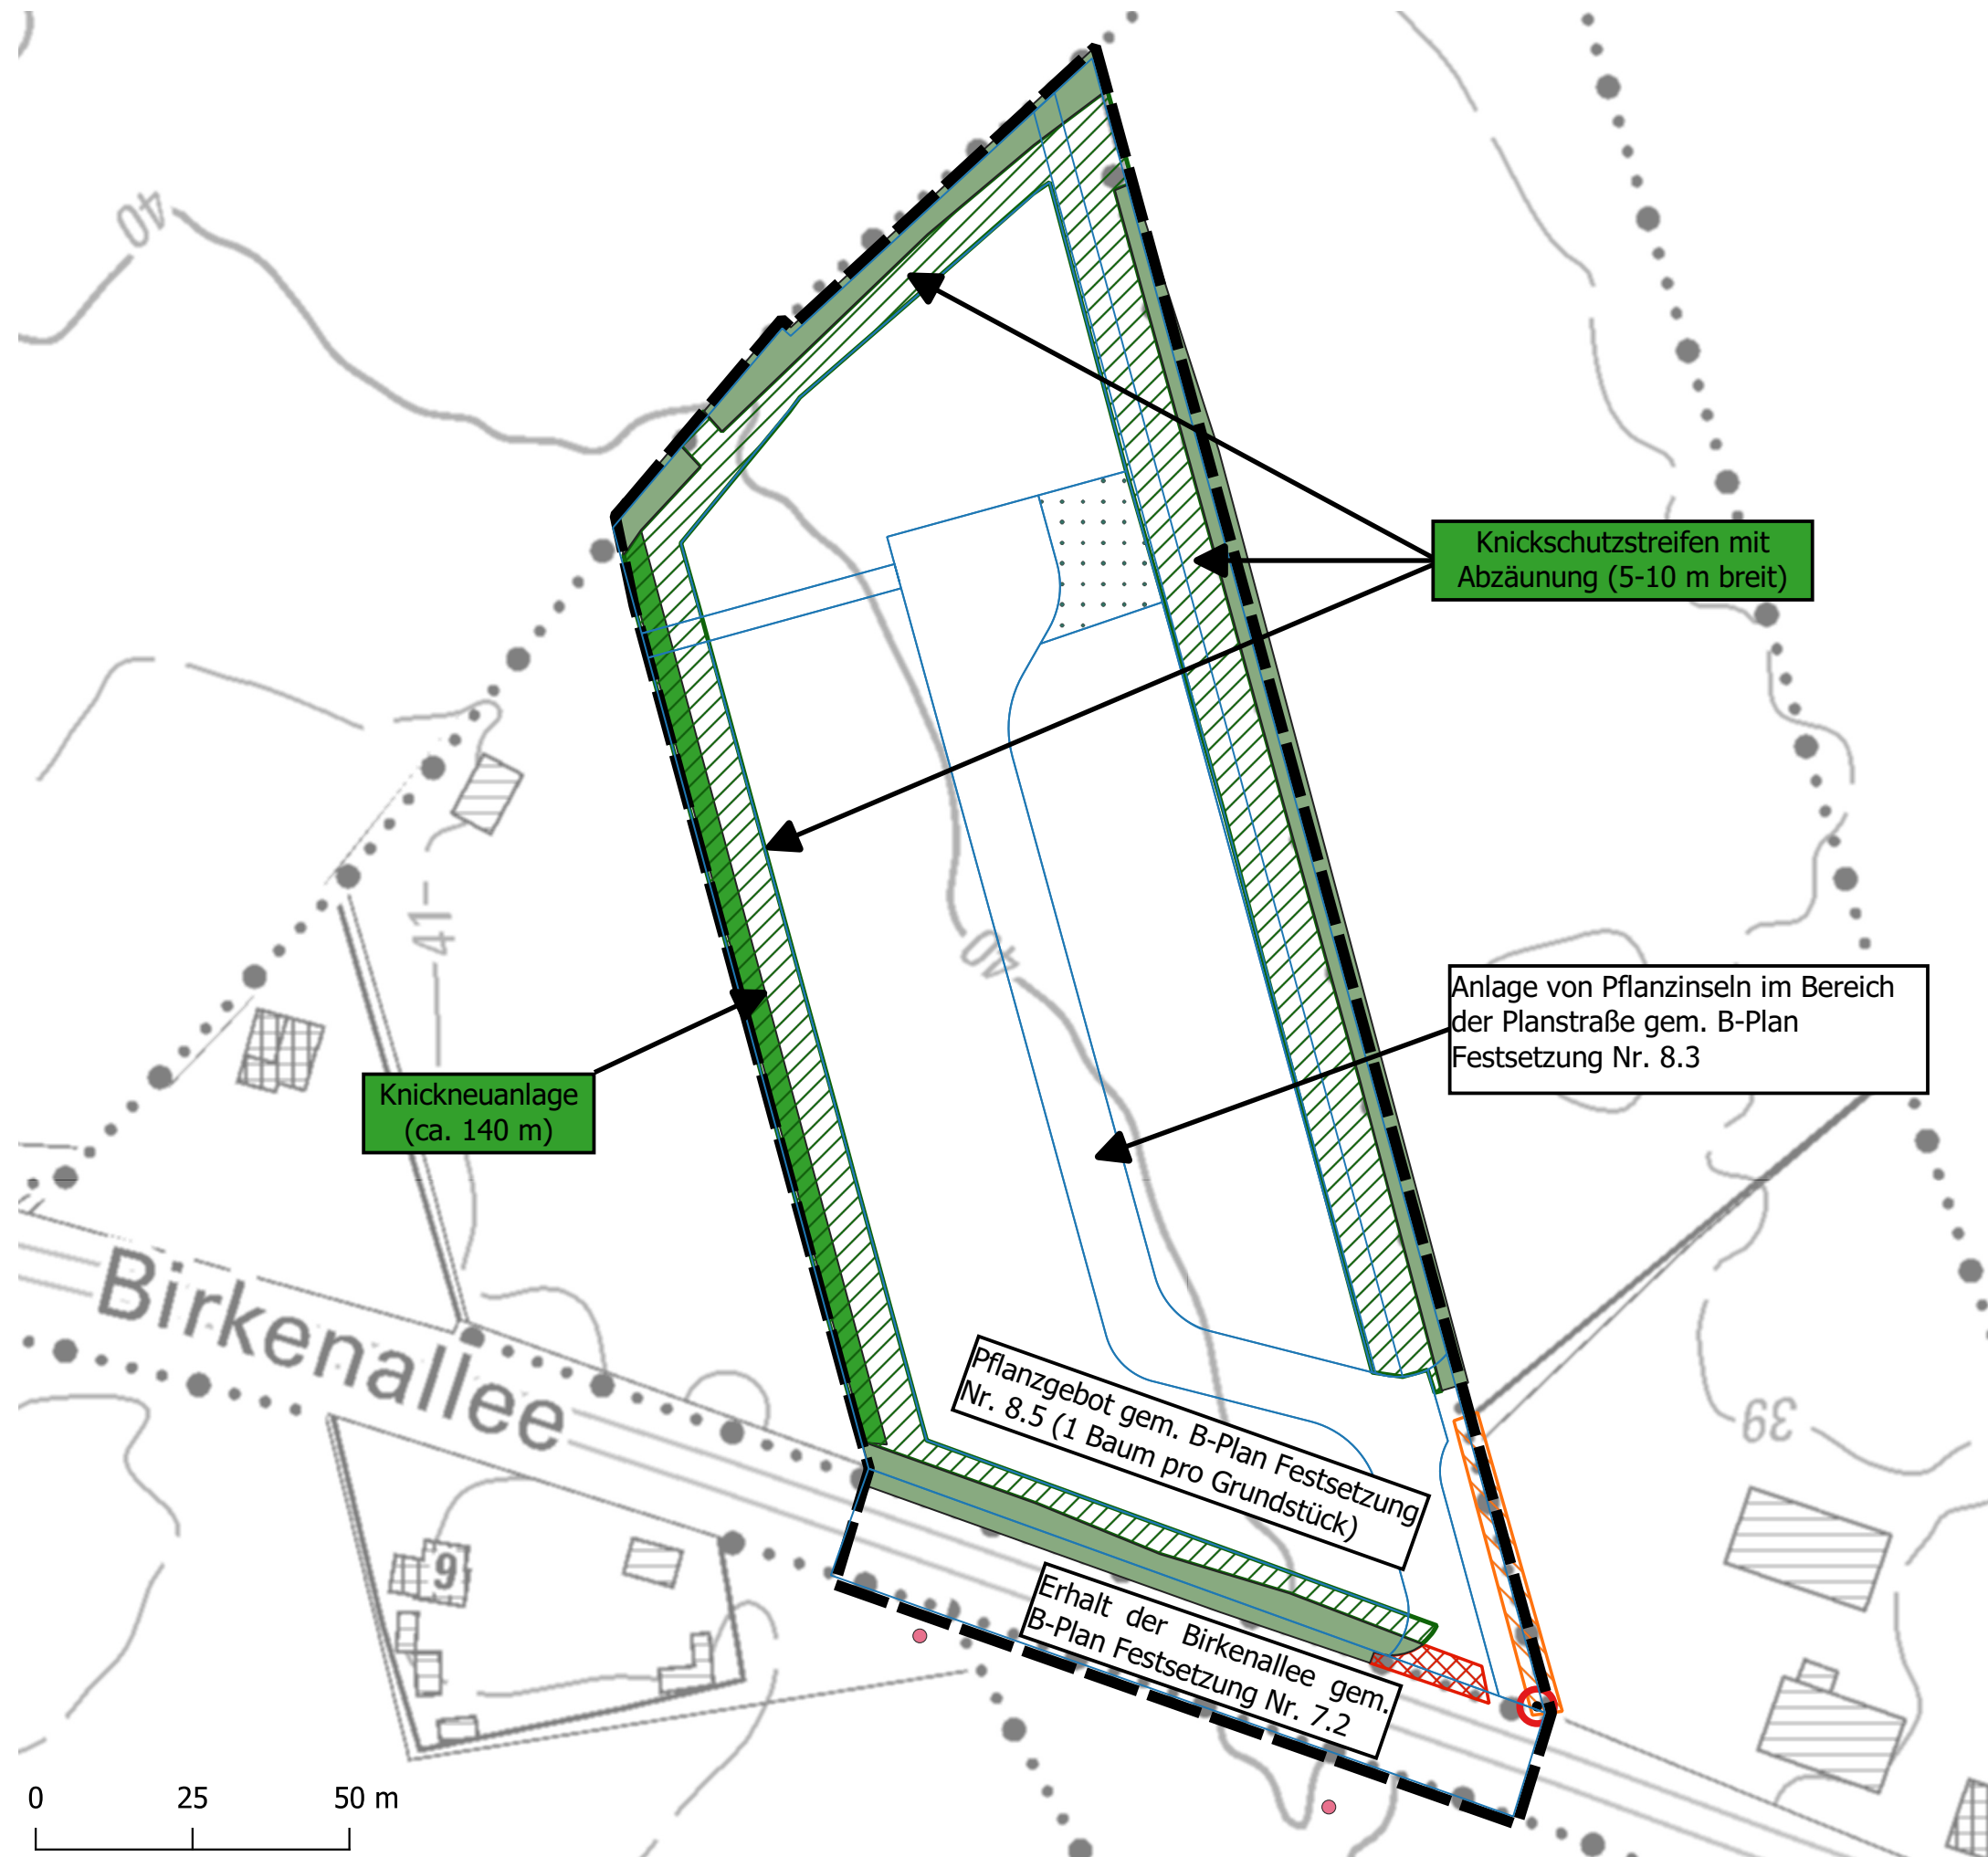 40
Knickschutzstreifen mit
Abzäunung (5-10 m breit)
41
40
Anlage von Pflanzinseln im Bereich
der Planstraße gem. B-Plan
Festsetzung Nr. 8.3
Knickneuanlage
(ca. 140 m)
Birkenallee
Pflanzgebot gem. B-Plan Festsetzung
Nr. 8.5 (1 Baum pro Grundstück)
39
9
Erhalt der Birkenallee gem.
B-Plan Festsetzung Nr. 7.2
0 25 50 m